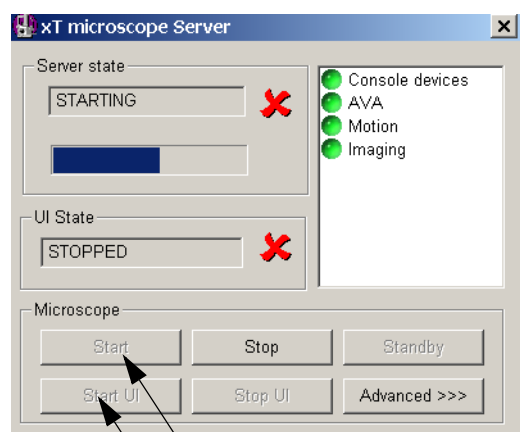 xT microscope Server
Server state
STARTING
Console devices
AVA
Motion
Imaging
UI State
STOPPED
Microscope
Start
Stop
Standby
Start UI
Stop UI
Advanced >>>